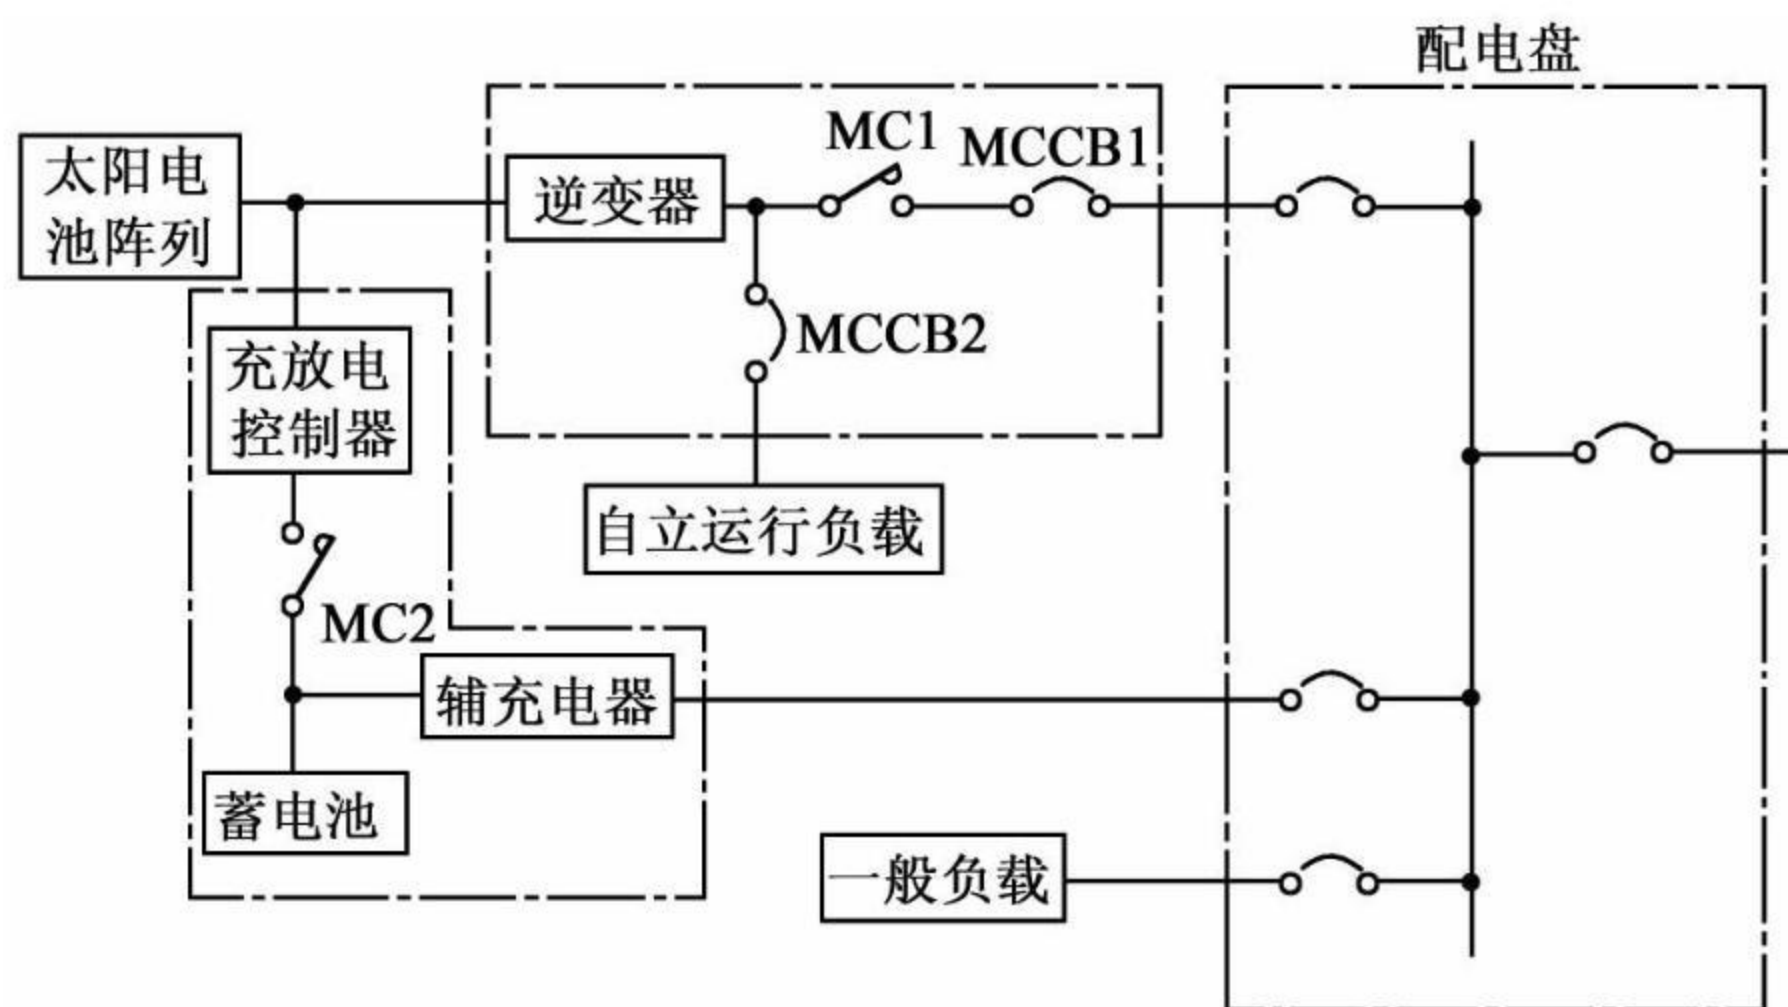 配电盘
太阳电
池阵列
逆变器
MC1
MCCB1
MCCB2
充放电
控制器
自立运行负载
MC2
辅充电器
蓄电池
一般负载